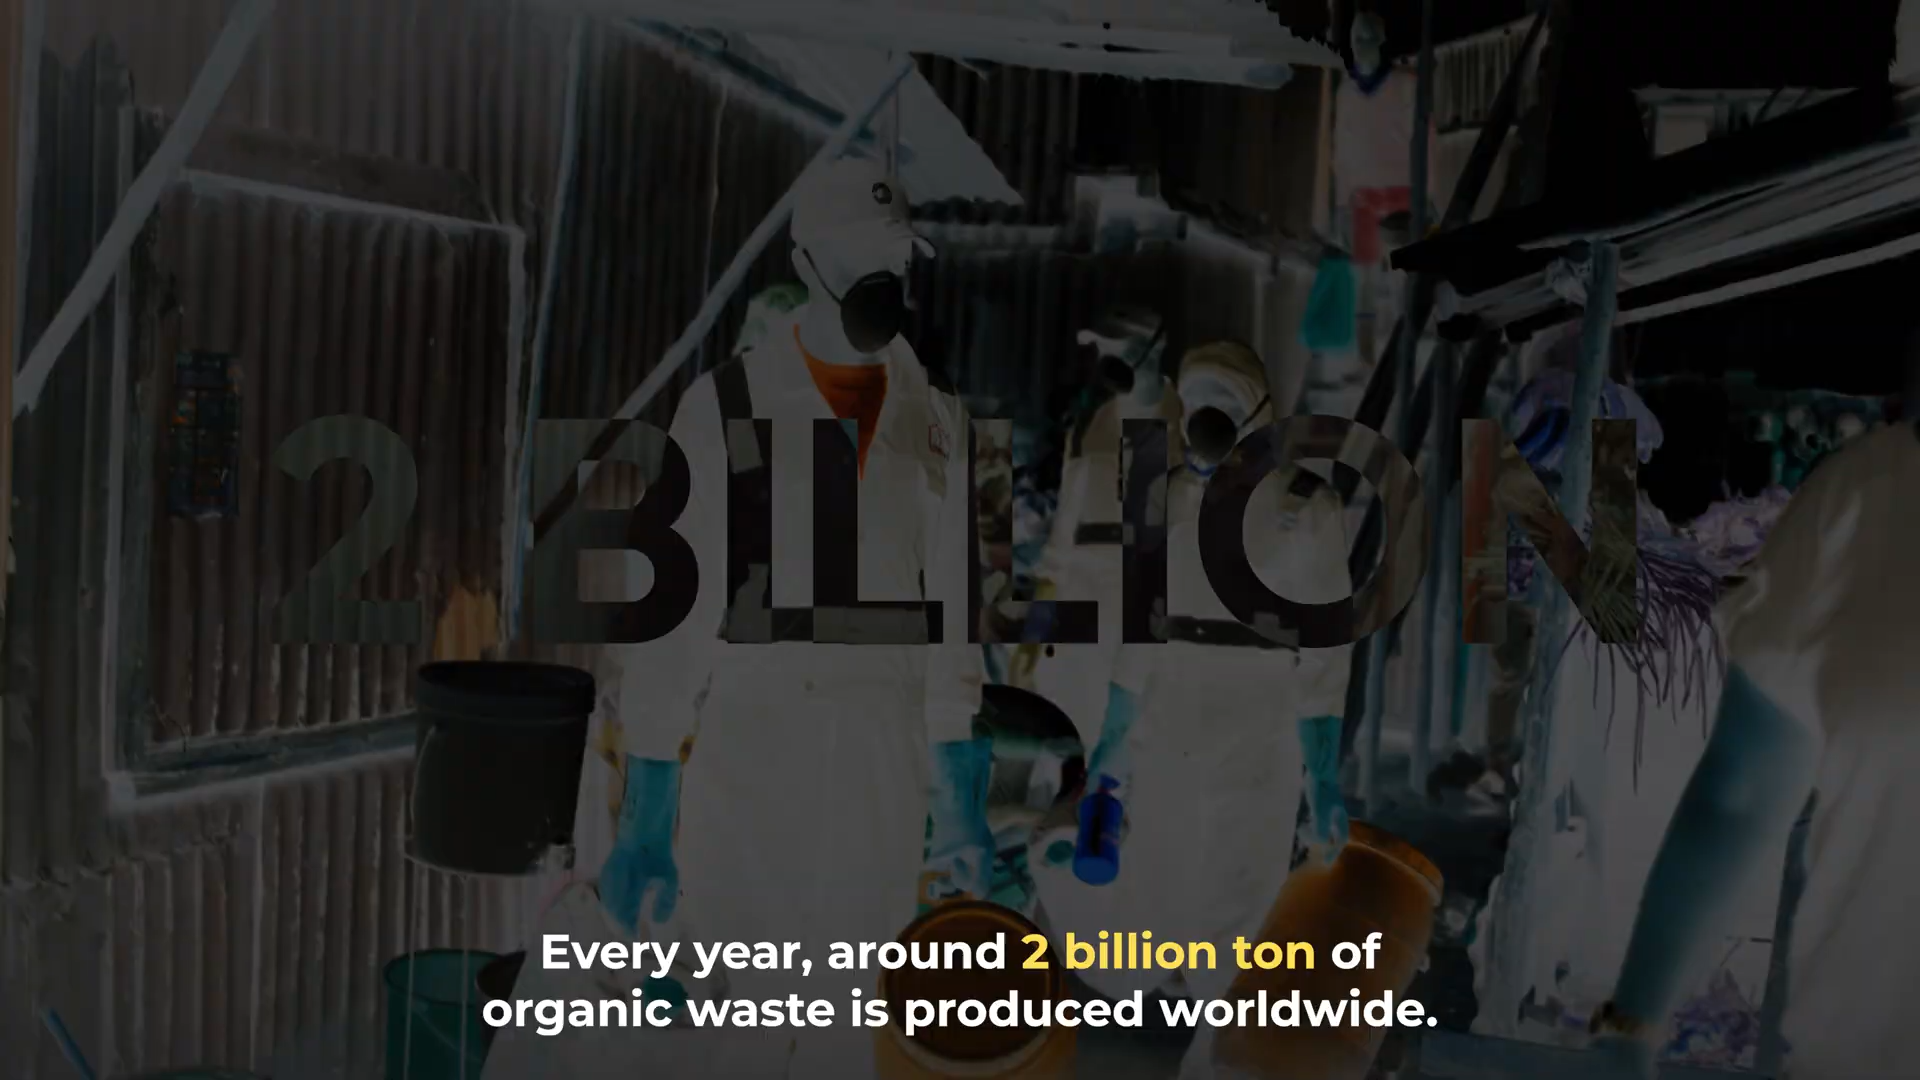 2 BILLION
Every year, around 2 billion ton of
organic waste is produced worldwide.